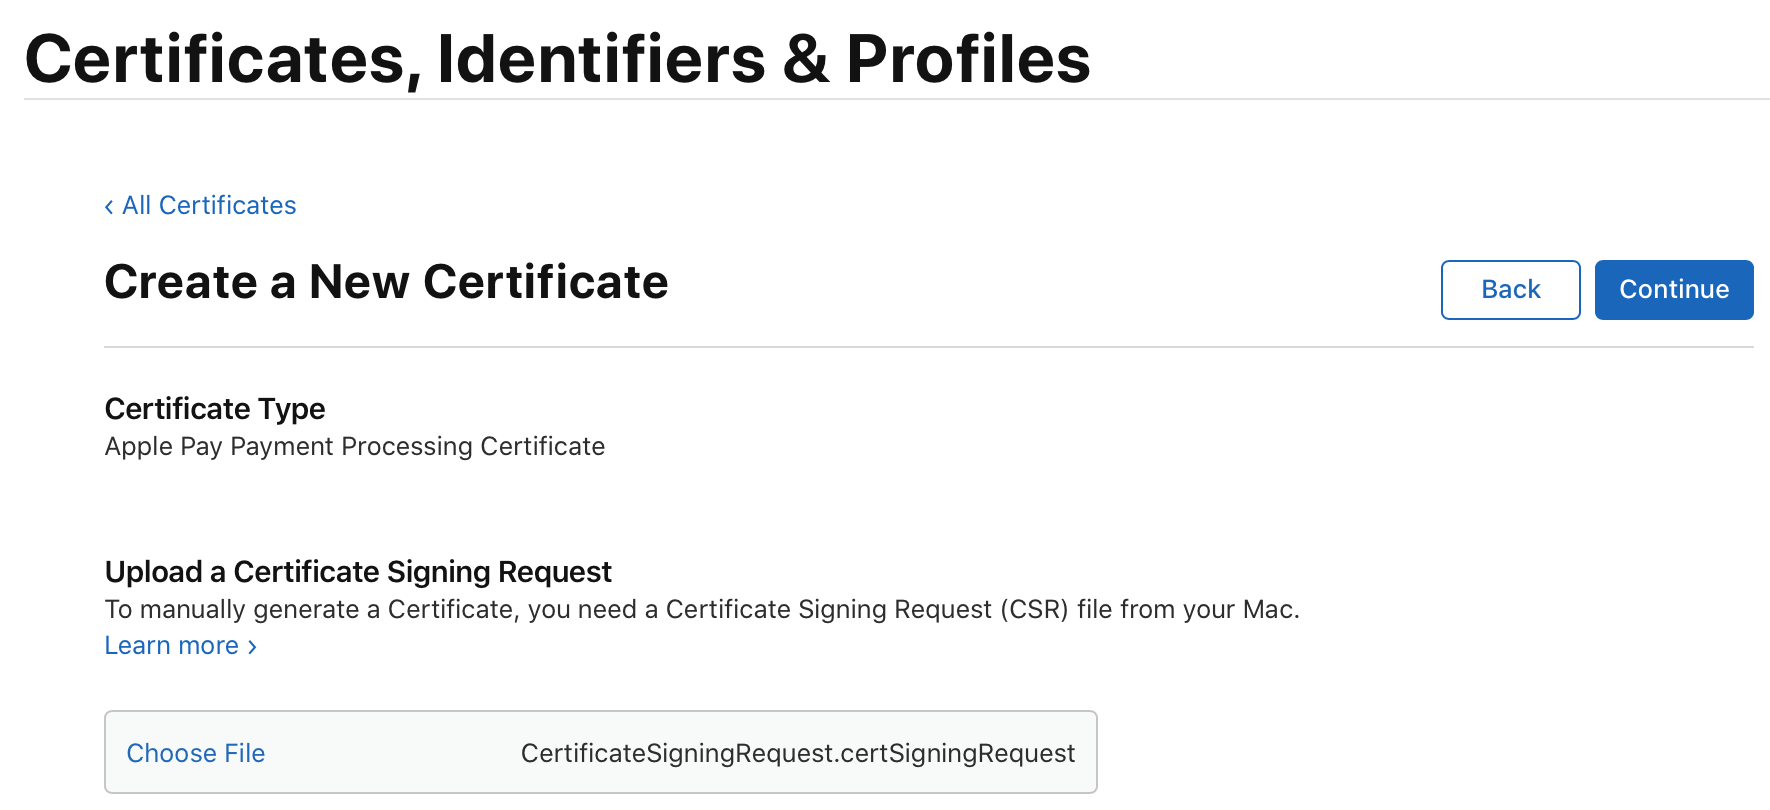 Certificates, Identifiers & Profiles
‹ All Certificates
Create a New Certificate
Back
Continue
Certificate Type
Apple Pay Payment Processing Certificate
Upload a Certificate Signing Request
To manually generate a Certificate, you need a Certificate Signing Request (CSR) file from your Mac.
Learn more ›
Choose File
CertificateSigningRequest.certSigningRequest